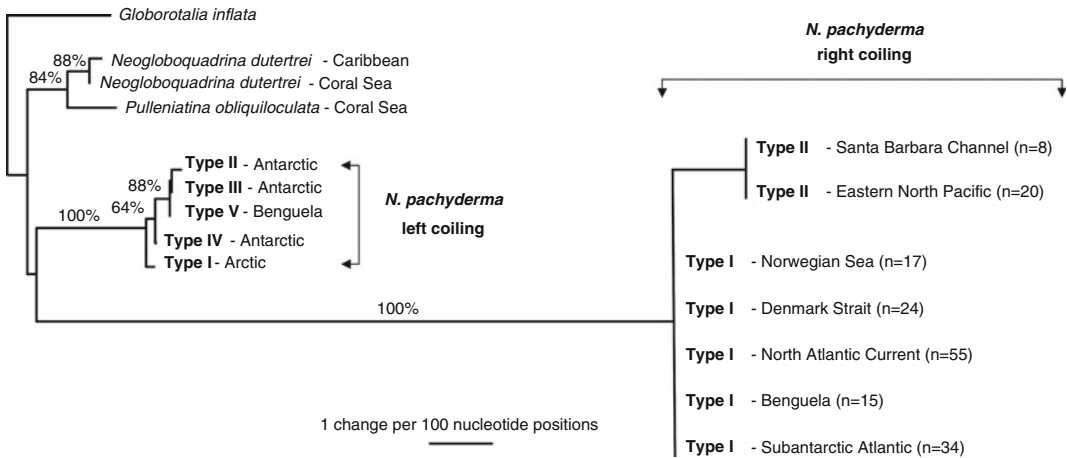 Globorotalia inflata
88%
Neogloboquadrina dutertrei - Caribbean
84%
Neogloboquadrina dutertrei - Coral Sea
Pulleniatina obliquiloculata - Coral Sea
Type II - Antarctic
88%
Type III - Antarctic
64%
Type V - Benguela
100%
Type IV - Antarctic
Type I - Arctic
N. pachyderma
left coiling
100%
1 change per 100 nucleotide positions
N. pachyderma
right coiling
Type II - Santa Barbara Channel (n=8)
Type II - Eastern North Pacific (n=20)
Type I - Norwegian Sea (n=17)
Type I - Denmark Strait (n=24)
Type I - North Atlantic Current (n=55)
Type I - Benguela (n=15)
Type I - Subantarctic Atlantic (n=34)